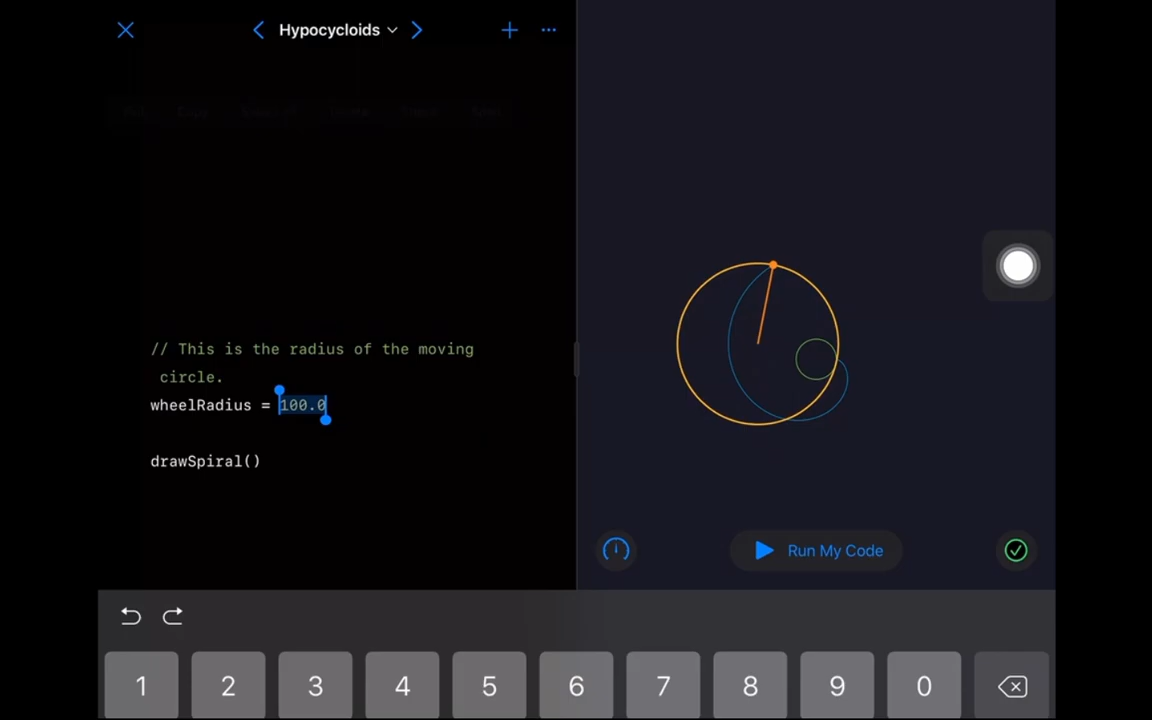 Hypocycloids
// This is the radius of the moving
circle.
wheelRadius = 100.0
drawSpiral()
Run My Code
1 2 3 4 5 6 7 8 9 0